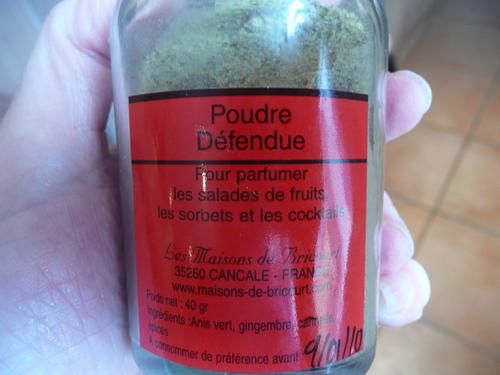 Poudre
Défendue
Pour parfumer
les salades de fruits,
les sorbets et les cocktails
Les Maisons de Bricourt
35260 CANCALE - FRANCE
www.maisons-de-bricourt.com
Poids net : 40 gr
Ingrédients :Anis vert, gingembre, cannelle,
épices
A consommer de préférence avant : 9/01/10